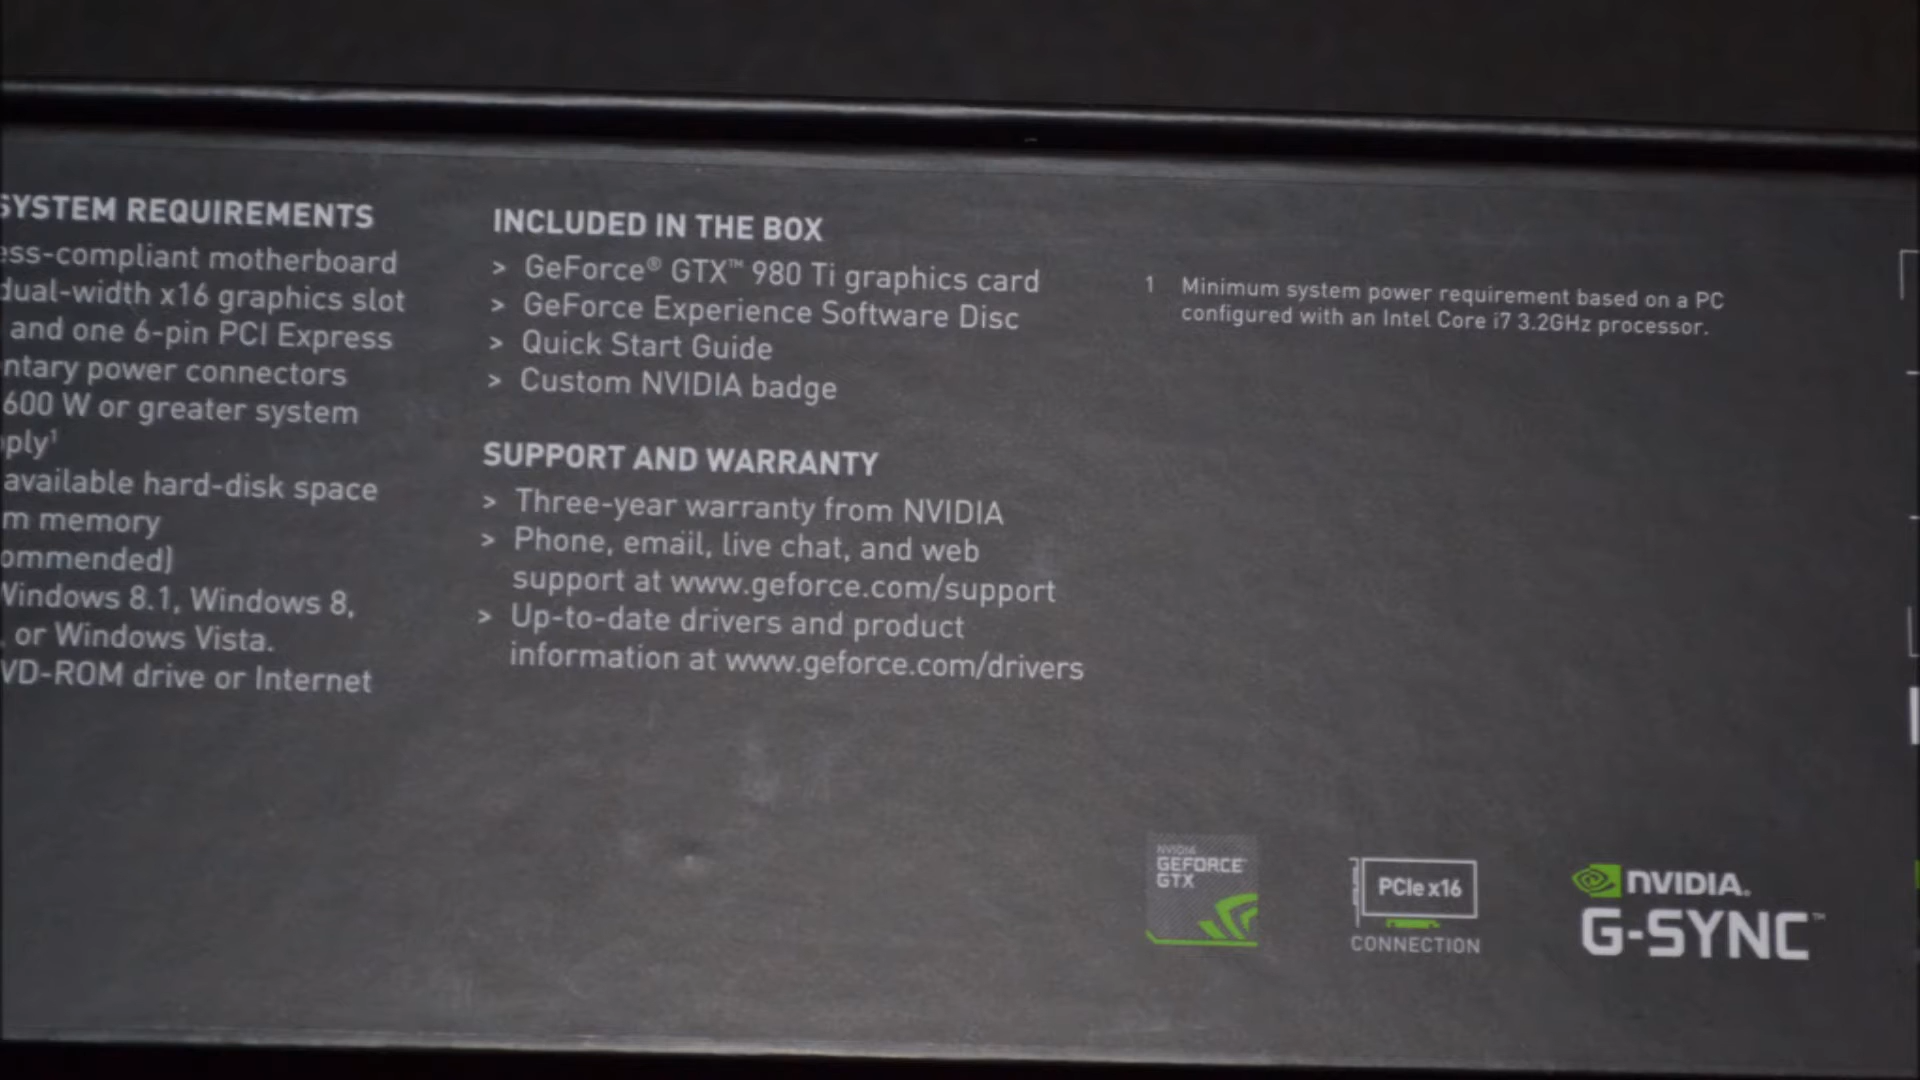 SYSTEM REQUIREMENTS
ess-compliant motherboard
dual-width x16 graphics slot
and one 6-pin PCI Express
ntary power connectors
600 W or greater system
ply¹
available hard-disk space
m memory
ommended)
Windows 8.1, Windows 8,
or Windows Vista.
VD-ROM drive or Internet
INCLUDED IN THE BOX
> GeForce® GTX™ 980 Ti graphics card
> GeForce Experience Software Disc
> Quick Start Guide
> Custom NVIDIA badge
SUPPORT AND WARRANTY
> Three-year warranty from NVIDIA
> Phone, email, live chat, and web
support at www.geforce.com/support
> Up-to-date drivers and product
information at www.geforce.com/drivers
1 Minimum system power requirement based on a PC
configured with an Intel Core i7 3.2GHz processor.
NVIDIA
GEFORCE
GTX
PCIe x16
CONNECTION
NVIDIA.
G-SYNC™